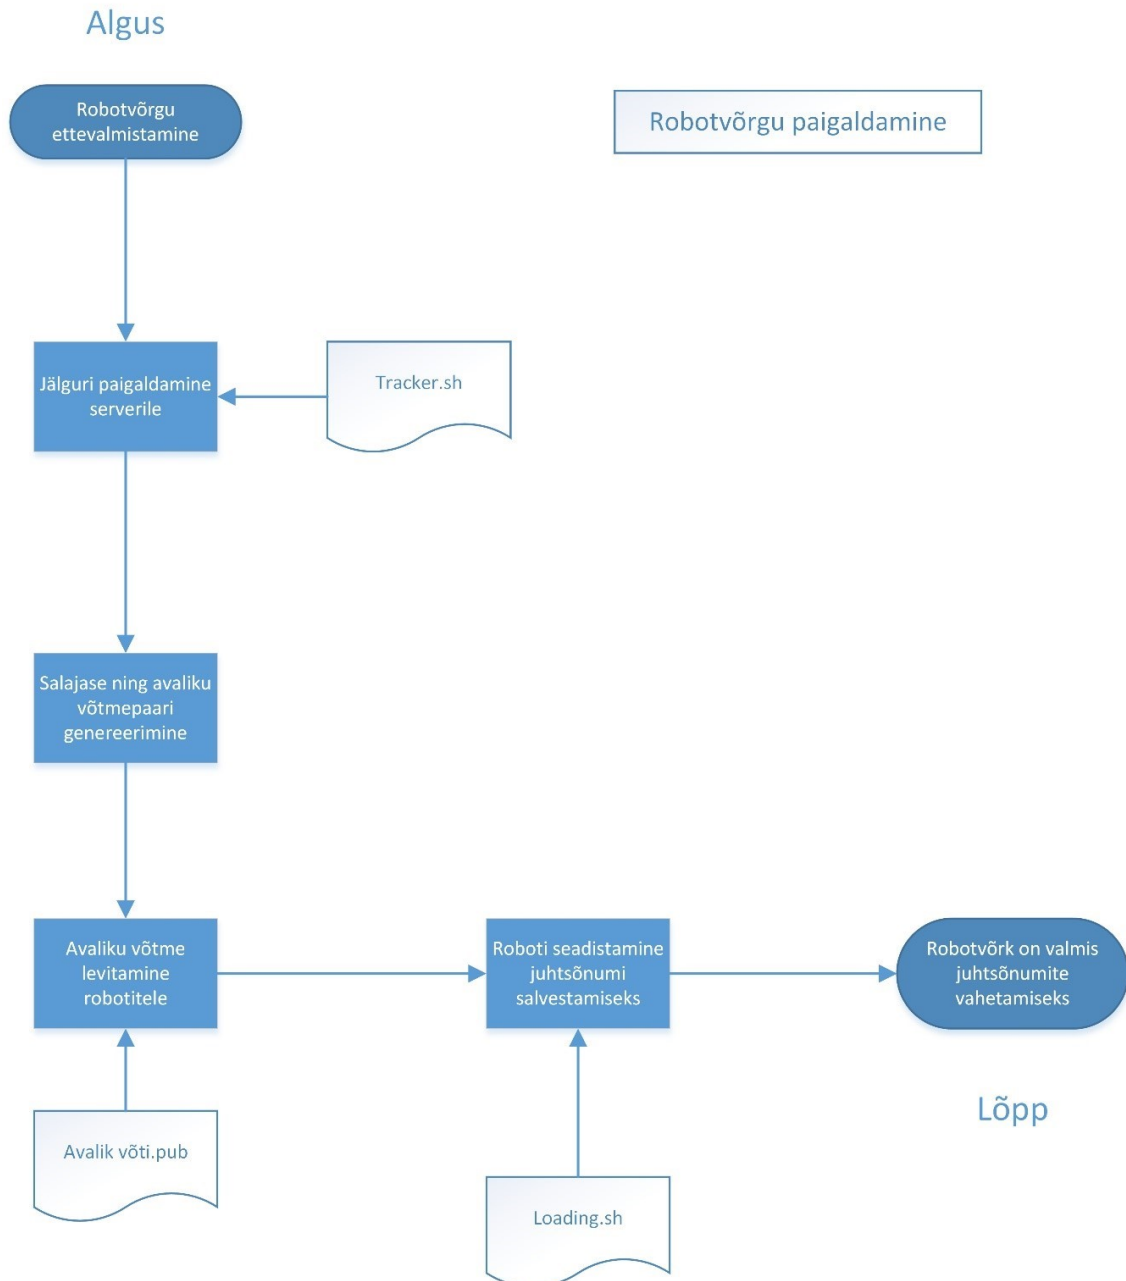 Algus
Robotvõrgu
ettevalmistamine
Robotvõrgu paigaldamine
Jälguri paigaldamine
serverile
Tracker.sh
Salajase ning avaliku
võtmepaari
genereerimine
Avaliku võtme
levitamine
robotitele
Roboti seadistamine
juhtsõnumi
salvestamiseks
Robotvõrk on valmis
juhtsõnumite
vahetamiseks
Lõpp
Avalik võti.pub
Loading.sh